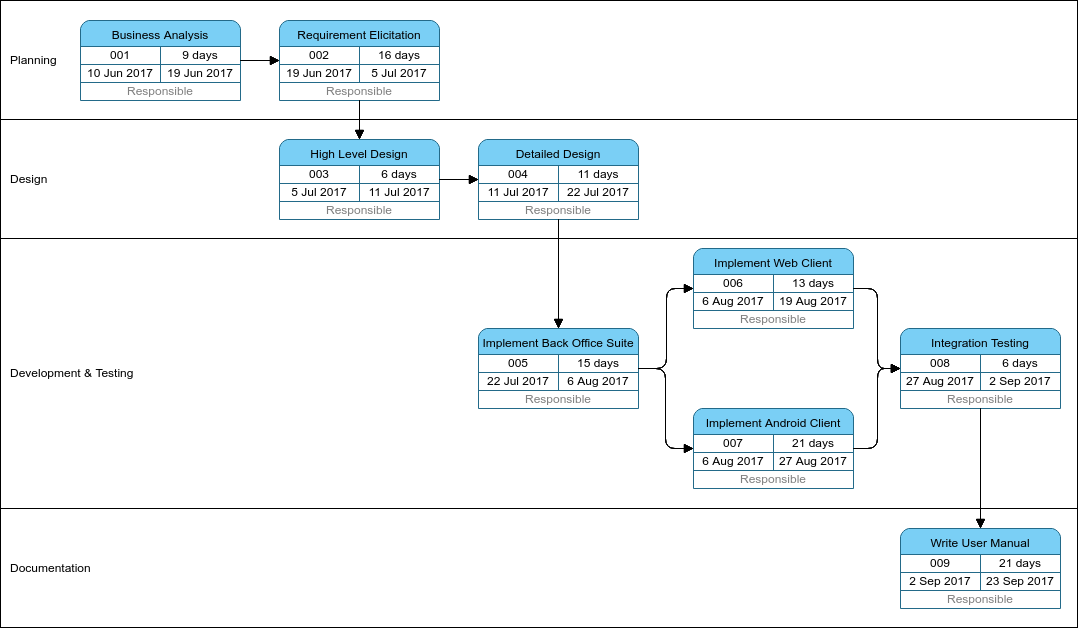 Planning
Business Analysis
001 9 days
10 Jun 2017 19 Jun 2017
Responsible
Requirement Elicitation
002 16 days
19 Jun 2017 5 Jul 2017
Responsible
Design
High Level Design
003 6 days
5 Jul 2017 11 Jul 2017
Responsible
Detailed Design
004 11 days
11 Jul 2017 22 Jul 2017
Responsible
Development & Testing
Implement Back Office Suite
005 15 days
22 Jul 2017 6 Aug 2017
Responsible
Implement Web Client
006 13 days
6 Aug 2017 19 Aug 2017
Responsible
Implement Android Client
007 21 days
6 Aug 2017 27 Aug 2017
Responsible
Integration Testing
008 6 days
27 Aug 2017 2 Sep 2017
Responsible
Documentation
Write User Manual
009 21 days
2 Sep 2017 23 Sep 2017
Responsible